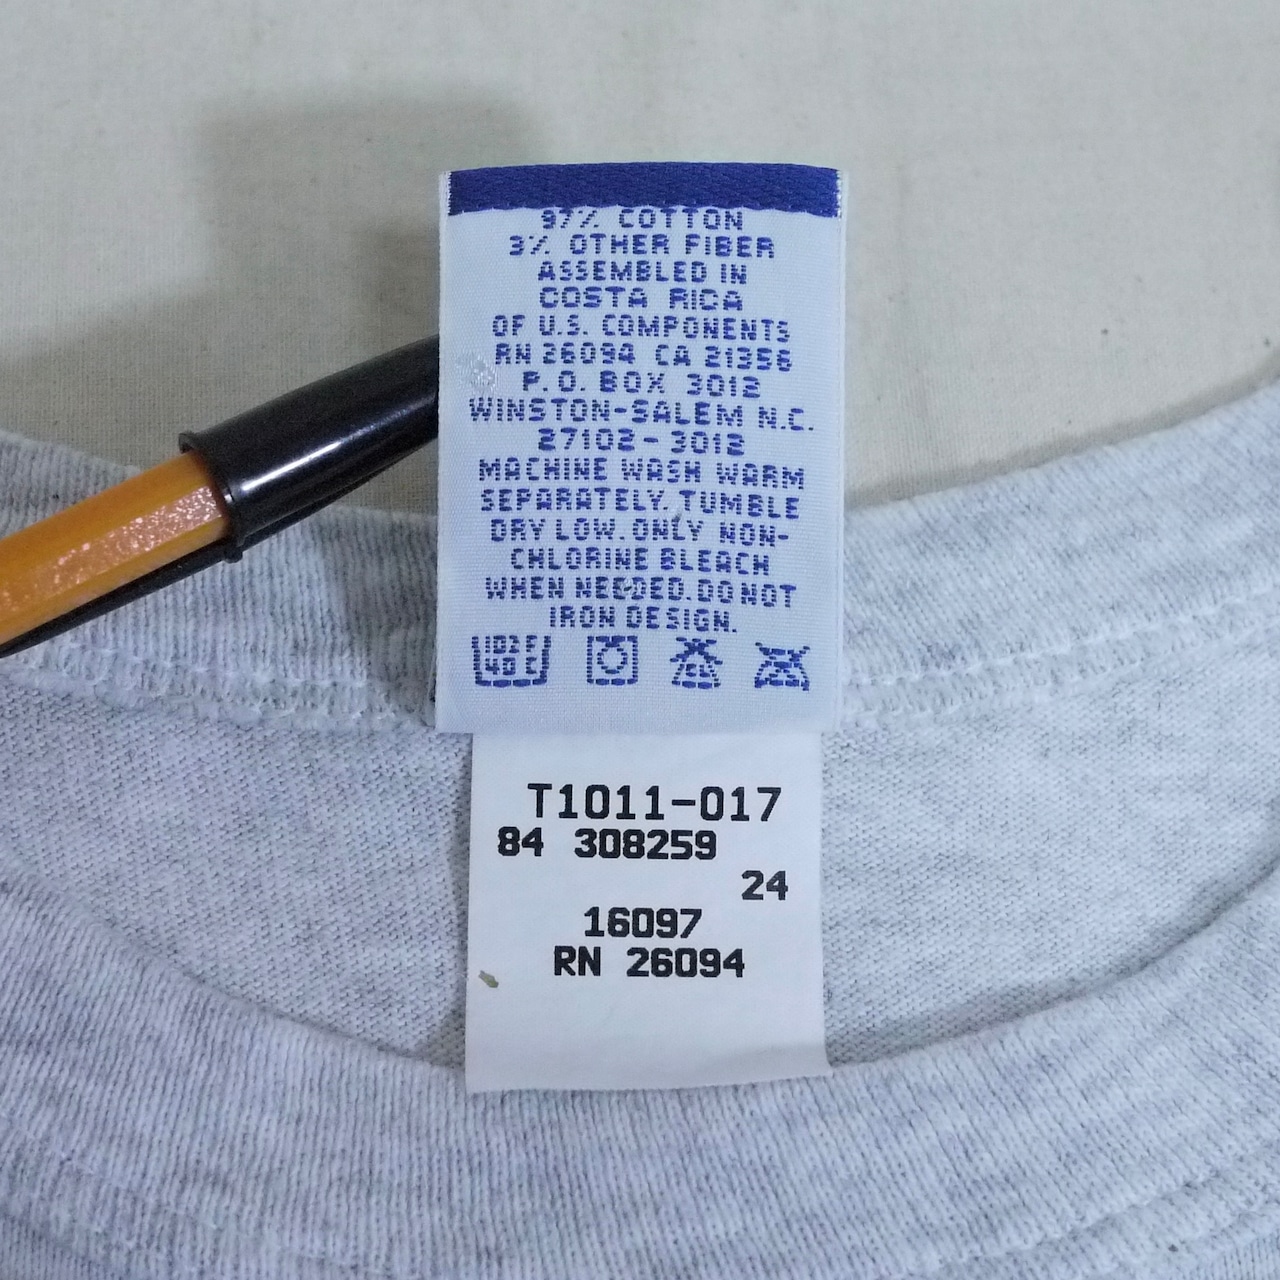 97% COTTON
3% OTHER FIBER
ASSEMBLED IN
COSTA RICA
OF U.S. COMPONENTS
RN 26094 CA 21356
P.O. BOX 3012
WINSTON-SALEM N.C.
27102-3012
MACHINE WASH WARM
SEPARATELY. TUMBLE
DRY LOW. ONLY NON-
CHLORINE BLEACH
WHEN NEEDED. DO NOT
IRON DESIGN.
102 F
40 C
T1011-017
84 308259
24
16097
RN 26094